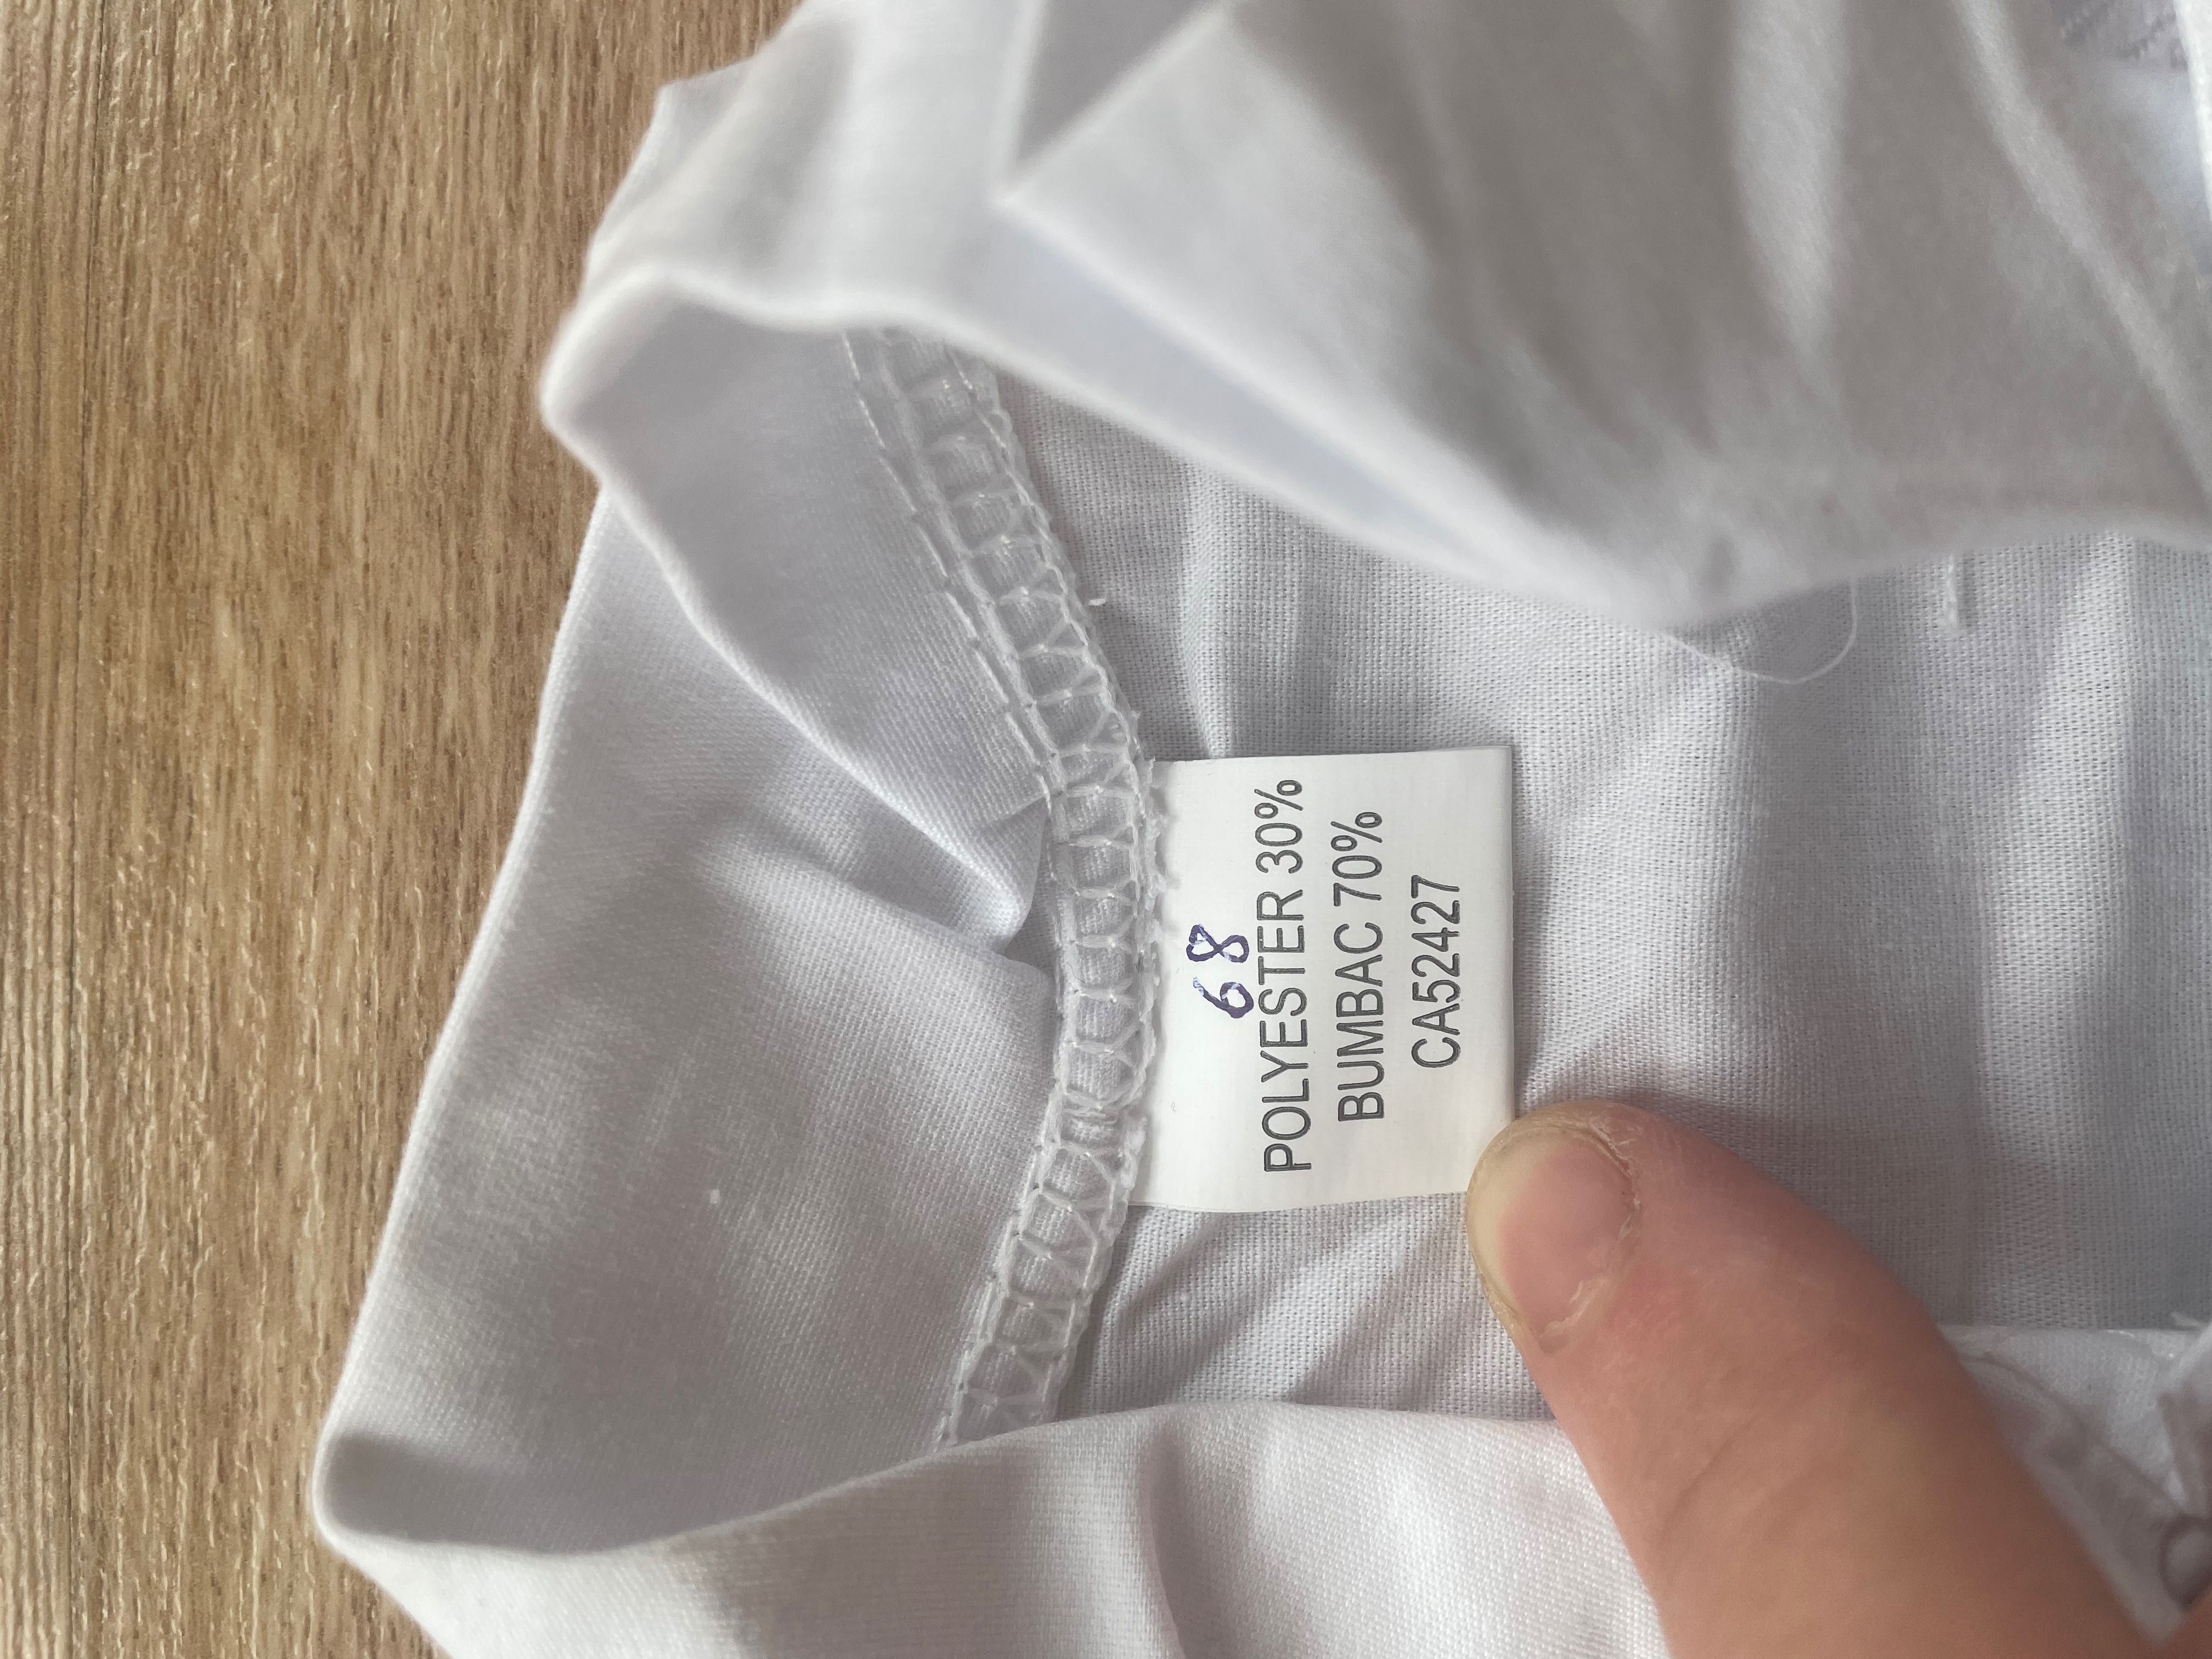 68
POLYESTER 30%
BUMBAC 70%
CA52427